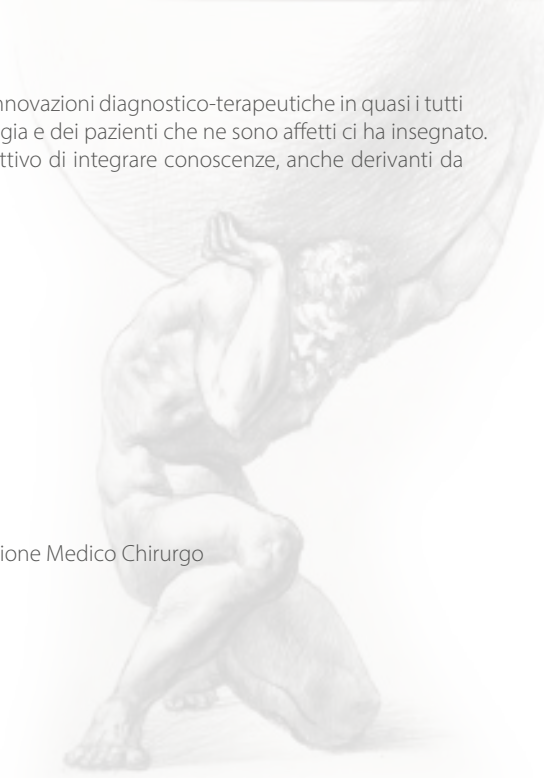 nnovazioni diagnostico-terapeutiche in quasi i tutti
gia e dei pazienti che ne sono affetti ci ha insegnato.
ttivo di integrare conoscenze, anche derivanti da
ione Medico Chirurgo